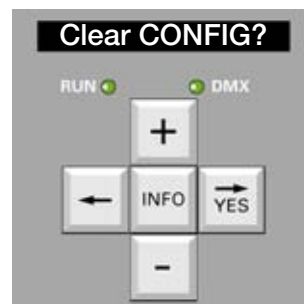 Clear CONFIG?
RUN DMX
+
← INFO → YES
-